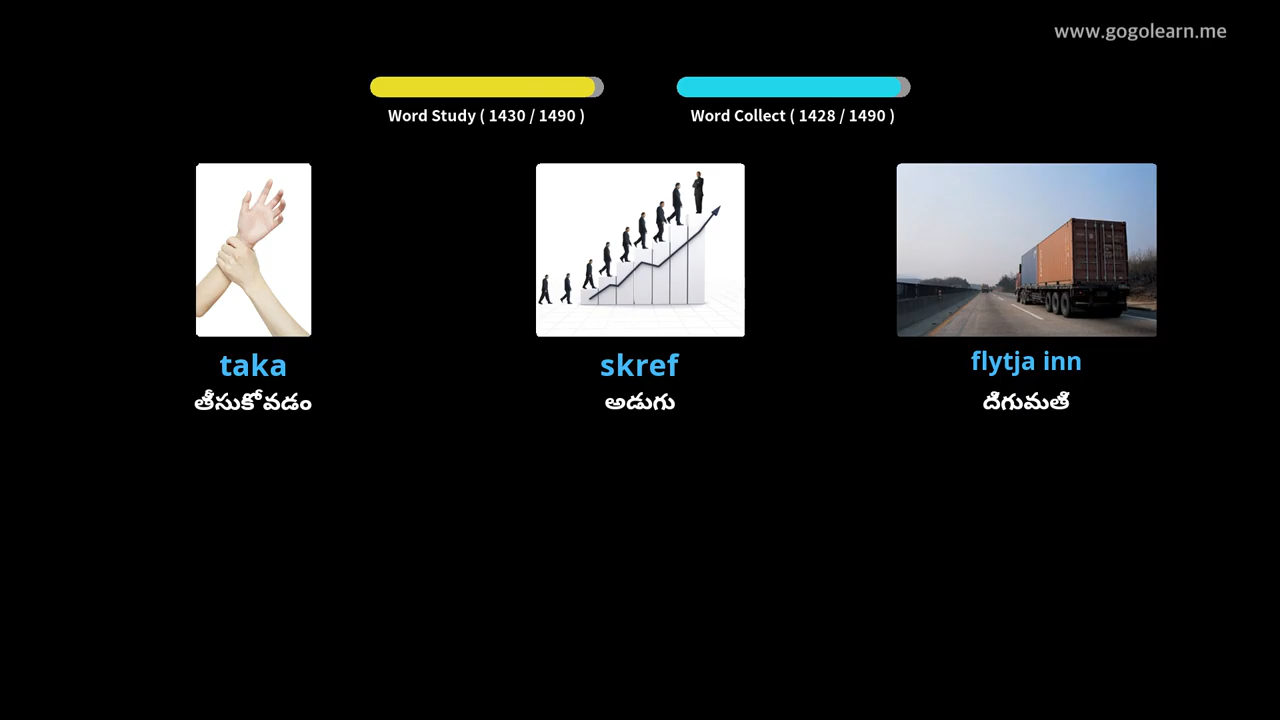 www.gogolearn.me
Word Study ( 1430 / 1490 )
Word Collect ( 1428 / 1490 )
taka
skref
flytja inn
తీసుకోవడం
అడుగు
దిగుమతి